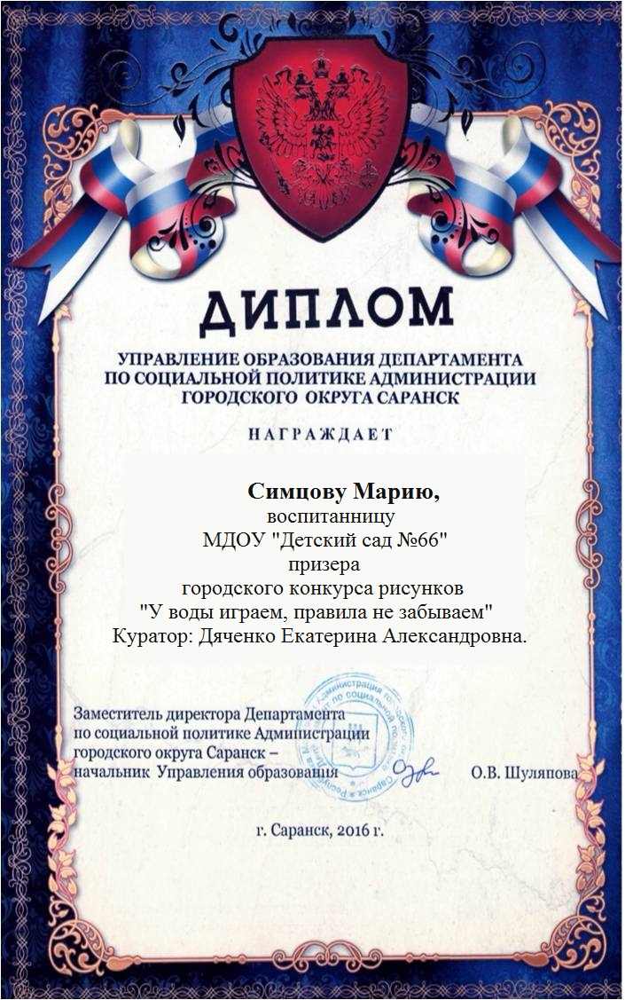 ДИПЛОМ
УПРАВЛЕНИЕ ОБРАЗОВАНИЯ ДЕПАРТАМЕНТА
ПО СОЦИАЛЬНОЙ ПОЛИТИКЕ АДМИНИСТРАЦИИ
ГОРОДСКОГО ОКРУГА САРАНСК
НАГРАЖДАЕТ
Симцову Марию,
воспитанницу
МДОУ "Детский сад №66"
призера
городского конкурса рисунков
"У воды играем, правила не забываем"
Куратор: Дяченко Екатерина Александровна.
Заместитель директора Департамента
по социальной политике Администрации
городского округа Саранск –
начальник Управления образования
О.В. Шуляпова
г. Саранск, 2016 г.